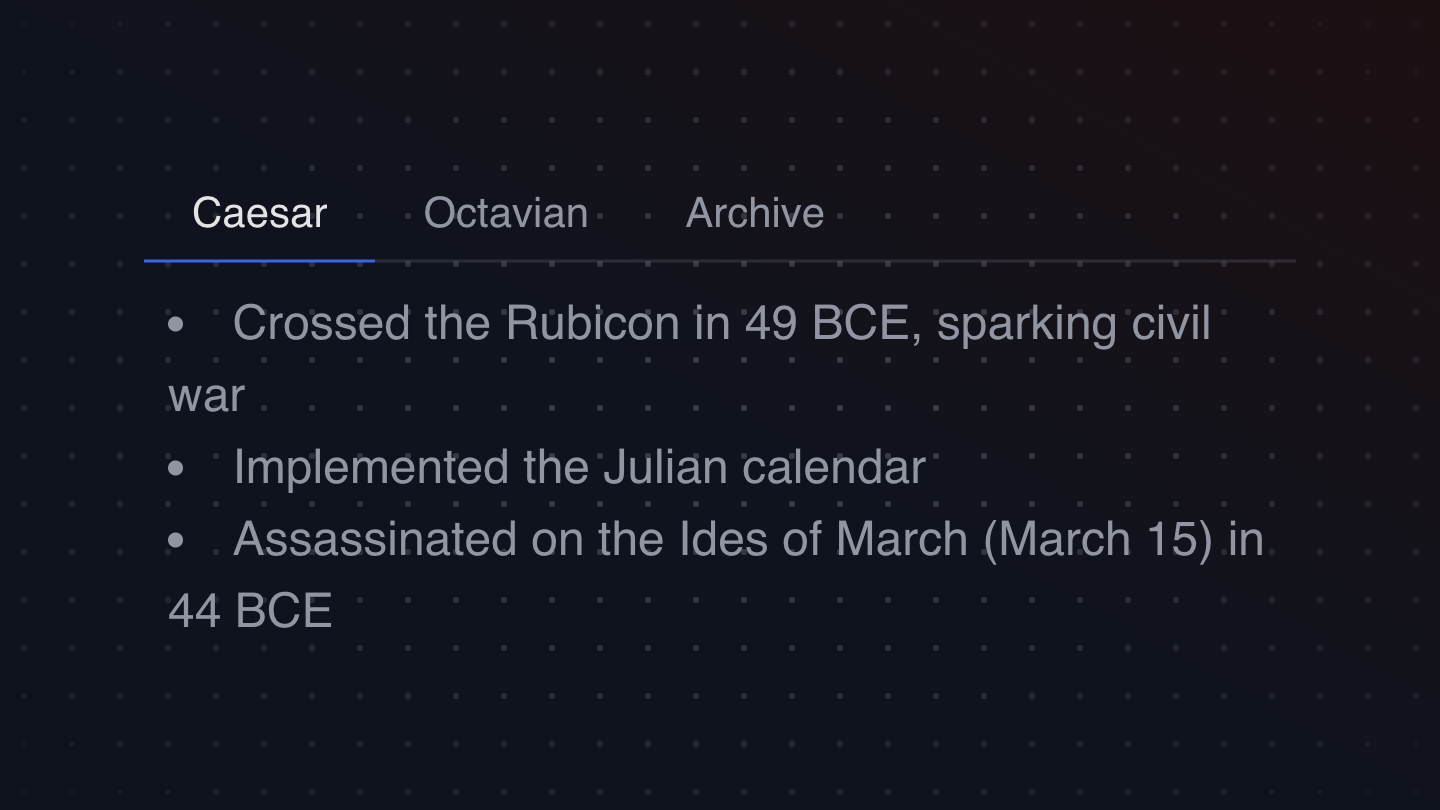 Caesar Octavian Archive
• Crossed the Rubicon in 49 BCE, sparking civil
war
• Implemented the Julian calendar
• Assassinated on the Ides of March (March 15) in
44 BCE